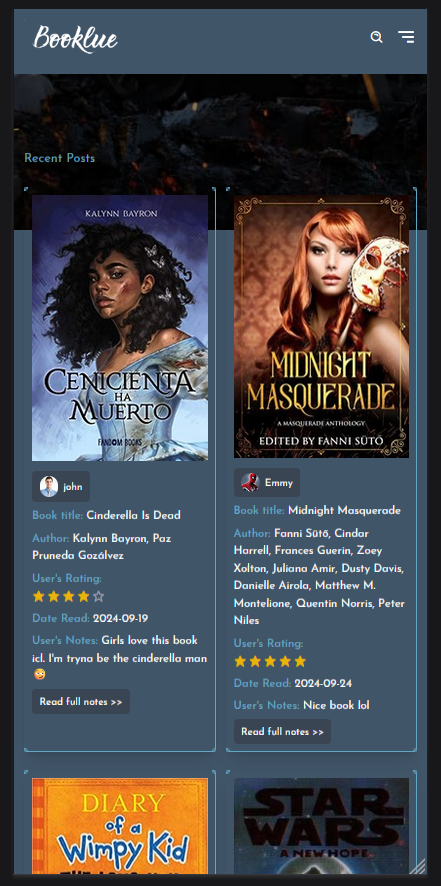 Booklue
Recent Posts
KALYNN BAYRON
CENICIENTA
HA
MUERTO
FANDOM BOOKS
john
Book title: Cinderella Is Dead
Author: Kalynn Bayron, Paz
Pruneda Gozálvez
User's Rating:
Date Read: 2024-09-19
User's Notes: Girls love this book
icl. I'm tryna be the cinderella man
Read full notes >>
MIDNIGHT
MASQUERADE
A MASQUERADE ANTHOLOGY
EDITED BY FANNI SÜTŐ
Emmy
Book title: Midnight Masquerade
Author: Fanni Sütő, Cindar
Harrell, Frances Guerin, Zoey
Xolton, Juliana Amir, Dusty Davis,
Danielle Airola, Matthew M.
Montelione, Quentin Norris, Peter
Niles
User's Rating:
Date Read: 2024-09-24
User's Notes: Nice book lol
Read full notes >>
DIARY
of a
Wimpy Kid
STAR
WARS
A NEW HOPE